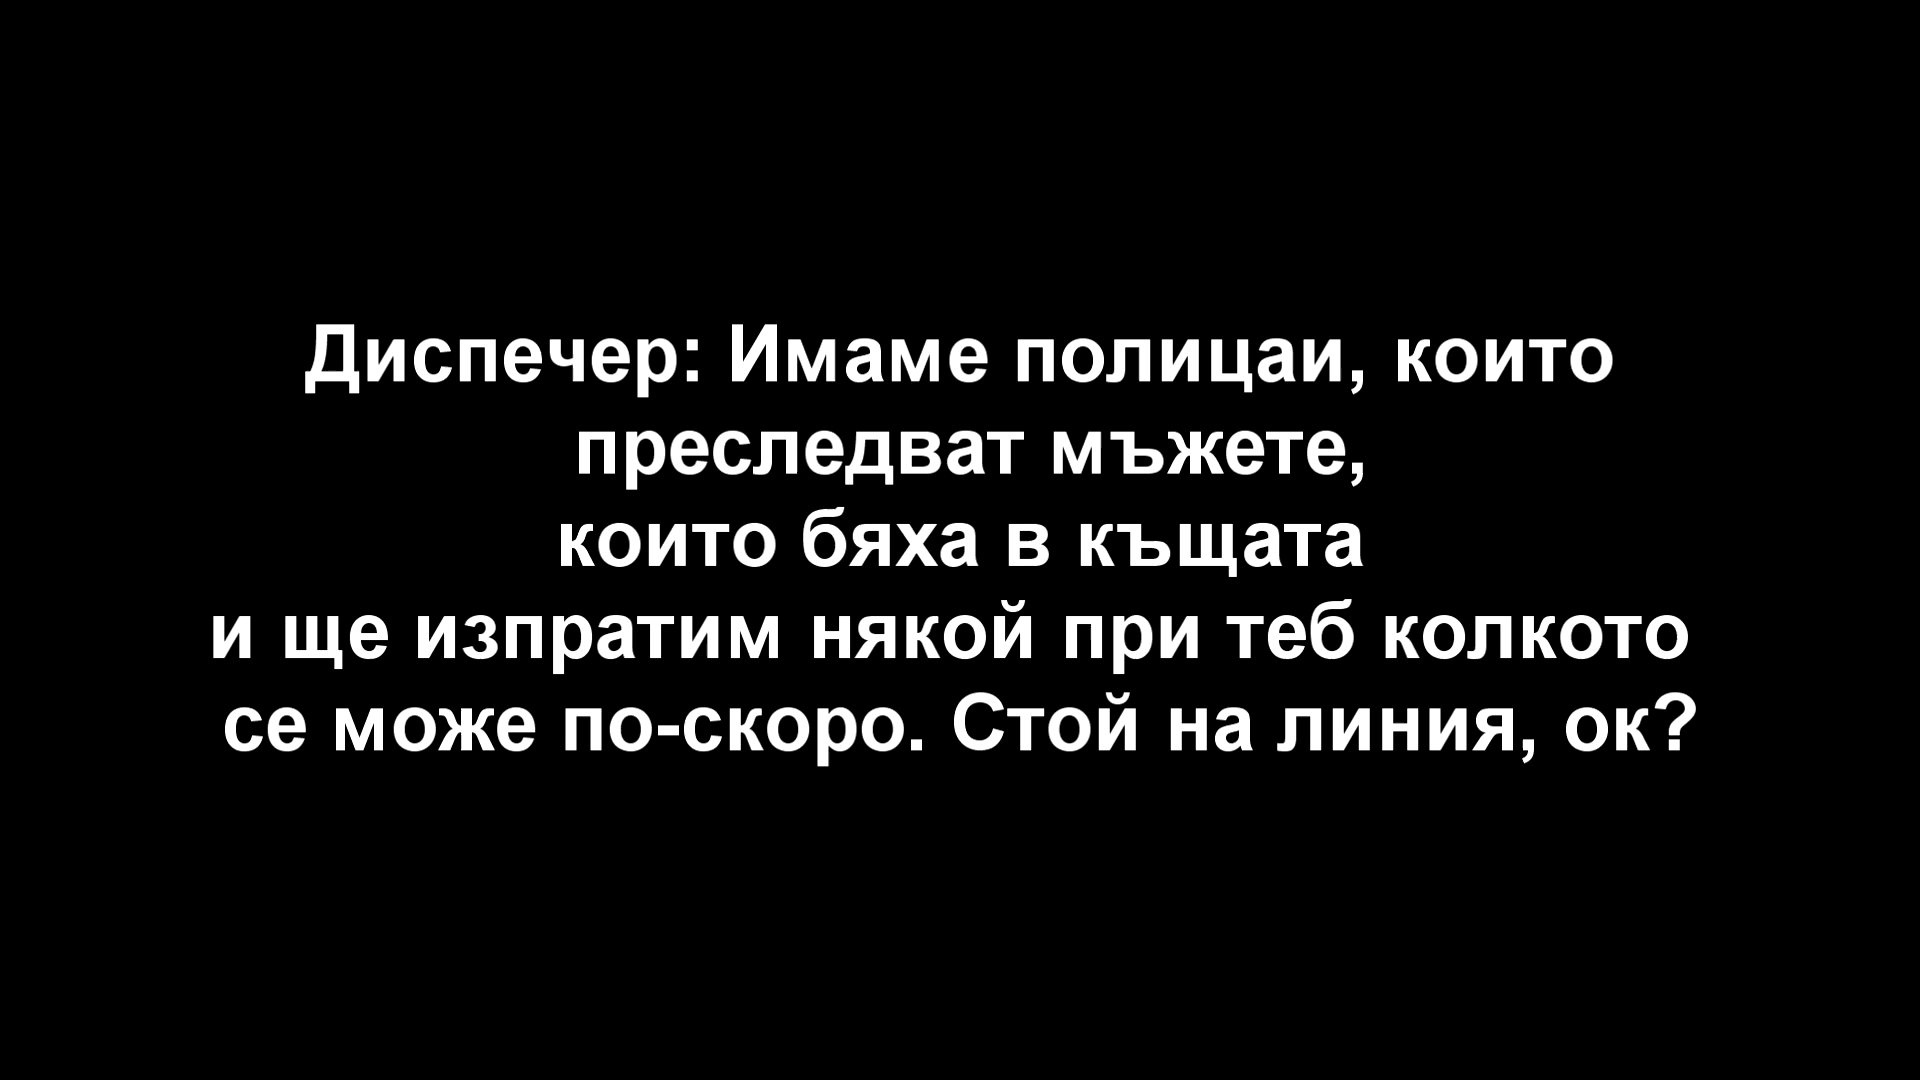 Диспечер: Имаме полицаи, които
преследват мъжете,
които бяха в къщата
и ще изпратим някой при теб колкото
се може по-скоро. Стой на линия, ок?